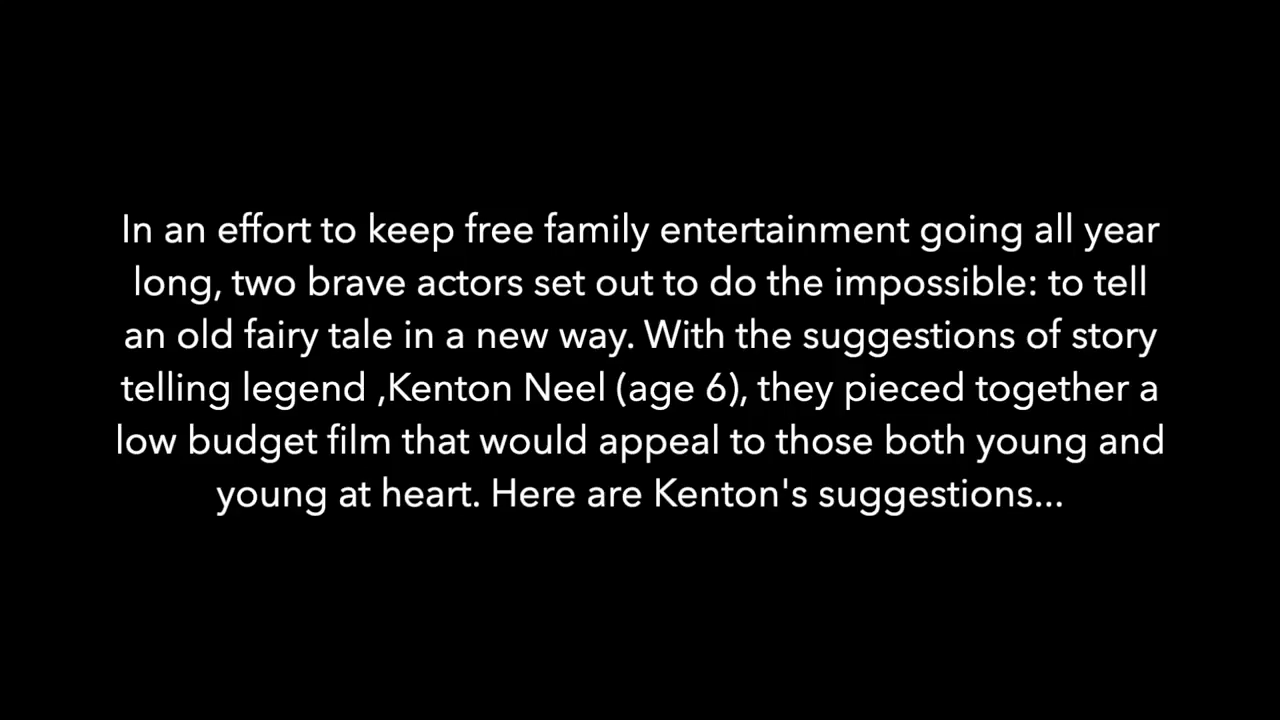 In an effort to keep free family entertainment going all year
long, two brave actors set out to do the impossible: to tell
an old fairy tale in a new way. With the suggestions of story
telling legend ,Kenton Neel (age 6), they pieced together a
low budget film that would appeal to those both young and
young at heart. Here are Kenton's suggestions...